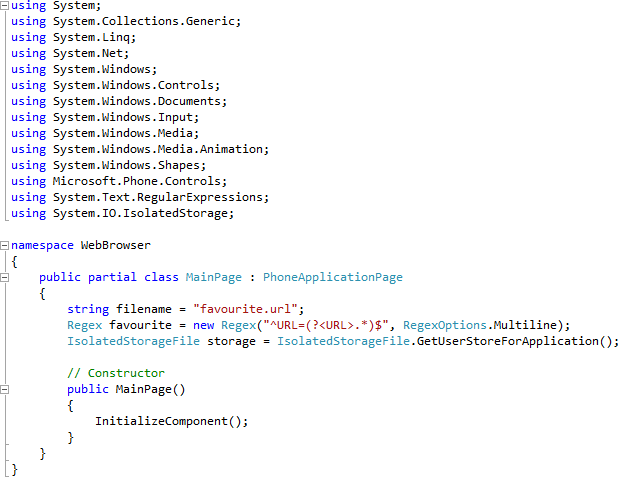 using System;
using System.Collections.Generic;
using System.Linq;
using System.Net;
using System.Windows;
using System.Windows.Controls;
using System.Windows.Documents;
using System.Windows.Input;
using System.Windows.Media;
using System.Windows.Media.Animation;
using System.Windows.Shapes;
using Microsoft.Phone.Controls;
using System.Text.RegularExpressions;
using System.IO.IsolatedStorage;

namespace WebBrowser
{
    public partial class MainPage : PhoneApplicationPage
    {
        string filename = "favourite.url";
        Regex favourite = new Regex("^URL=(?<URL>.*)$", RegexOptions.Multiline);
        IsolatedStorageFile storage = IsolatedStorageFile.GetUserStoreForApplication();

        // Constructor
        public MainPage()
        {
            InitializeComponent();
        }
    }
}